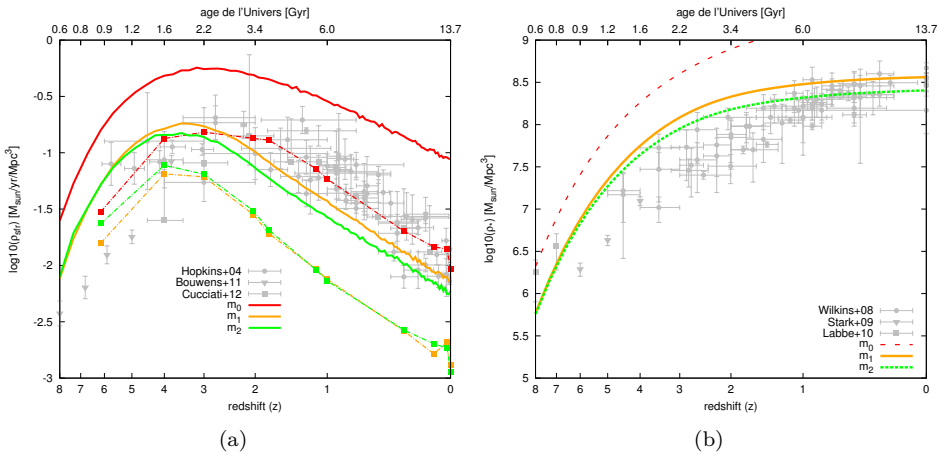 age de l'Univers [Gyr]
0.6 0.8 0.9 1.2 1.6 2.2 3.4 6.0 13.7
0
-0.5
-1
-1.5
-2
-2.5
-3
log10(ρsfr) [Msun/yr/Mpc³]
Hopkins+04
Bouwens+11
Cucciati+12
m₀
m₁
m₂
8 7 6 5 4 3 2 1 0
redshift (z)
(a)
age de l'Univers [Gyr]
0.6 0.8 0.9 1.2 1.6 2.2 3.4 6.0 13.7
9
8.5
8
7.5
7
6.5
6
5.5
5
Wilkins+08
Stark+09
Labbe+10
m₀
m₁
m₂
8 7 6 5 4 3 2 1 0
redshift (z)
(b)